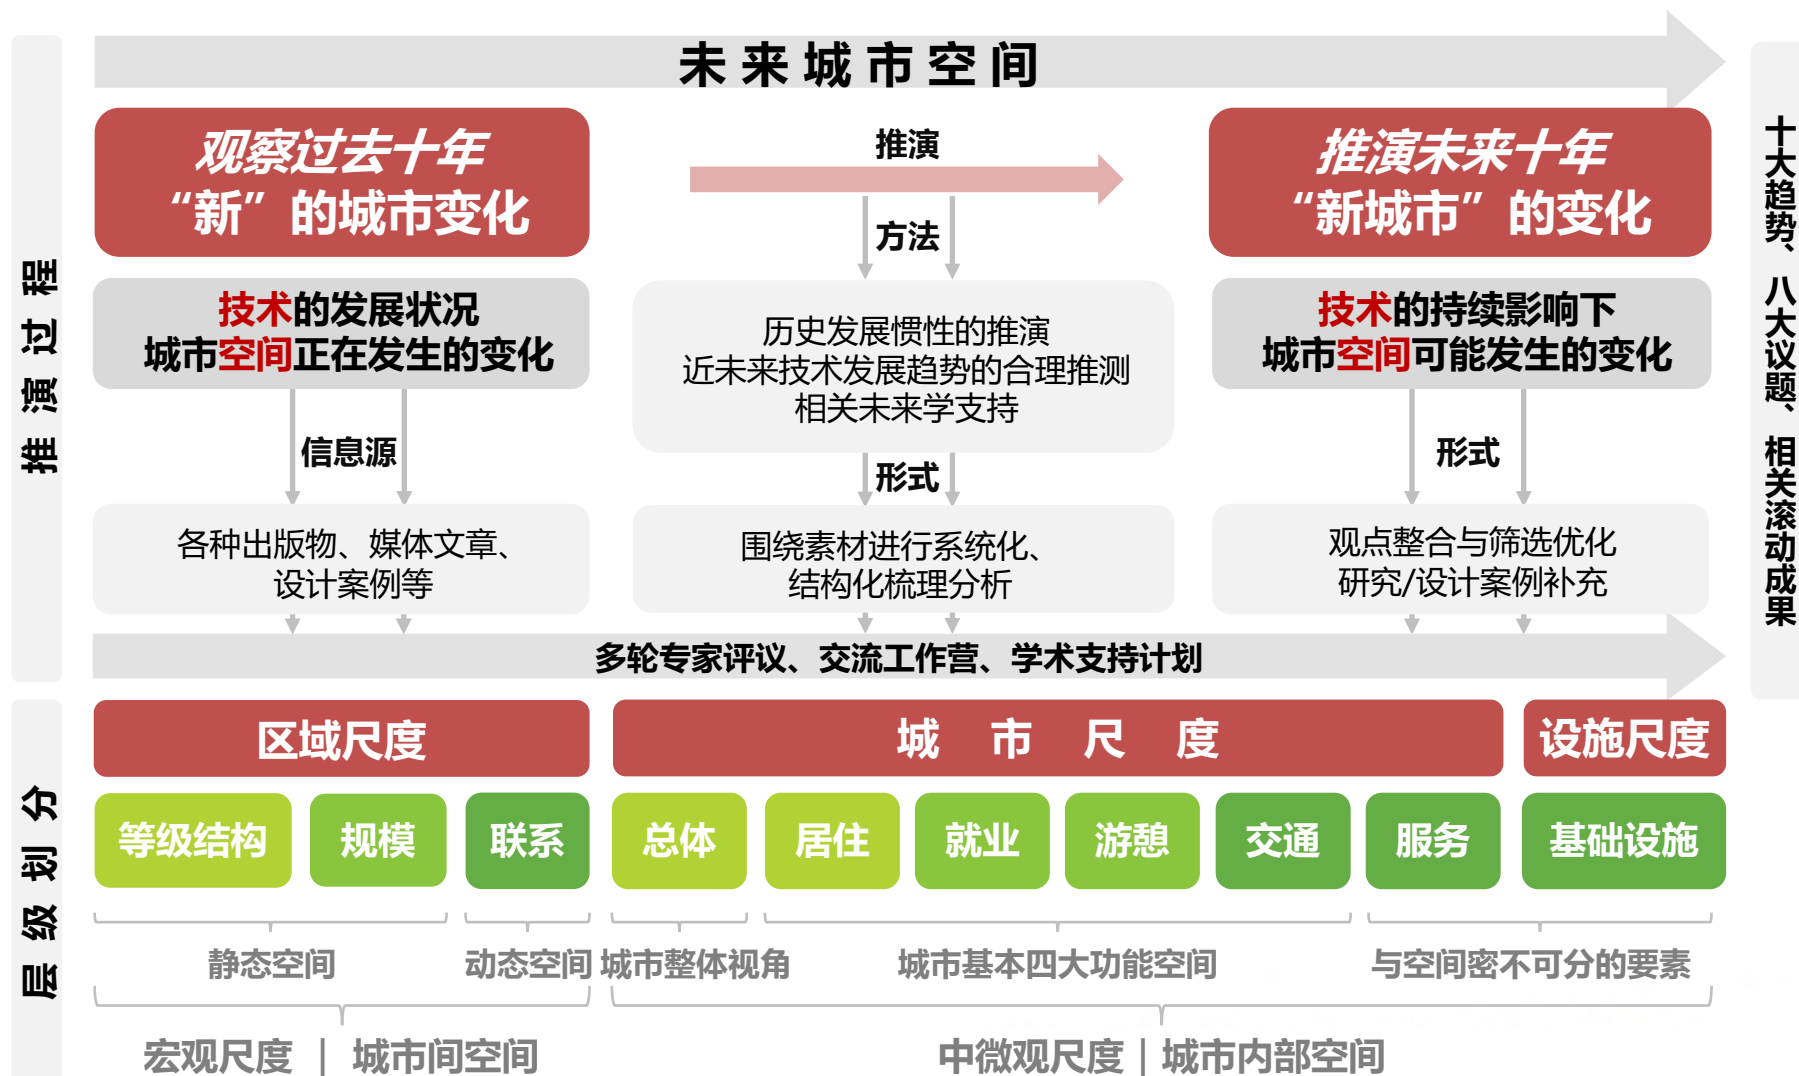 未来城市空间
推演过程
观察过去十年
“新”的城市变化
推演
方法
推演未来十年
“新城市”的变化
技术的发展状况
城市空间正在发生的变化
历史发展惯性的推演
近未来技术发展趋势的合理推测
相关未来学支持
技术的持续影响下
城市空间可能发生的变化
信息源
形式
形式
各种出版物、媒体文章、
设计案例等
围绕素材进行系统化、
结构化梳理分析
观点整合与筛选优化
研究/设计案例补充
多轮专家评议、交流工作营、学术支持计划
十大趋势、八大议题、相关滚动成果
层级划分
区域尺度
城市尺度
设施尺度
等级结构
规模
联系
总体
居住
就业
游憩
交通
服务
基础设施
静态空间
动态空间
城市整体视角
城市基本四大功能空间
与空间密不可分的要素
宏观尺度 | 城市间空间
中微观尺度 | 城市内部空间